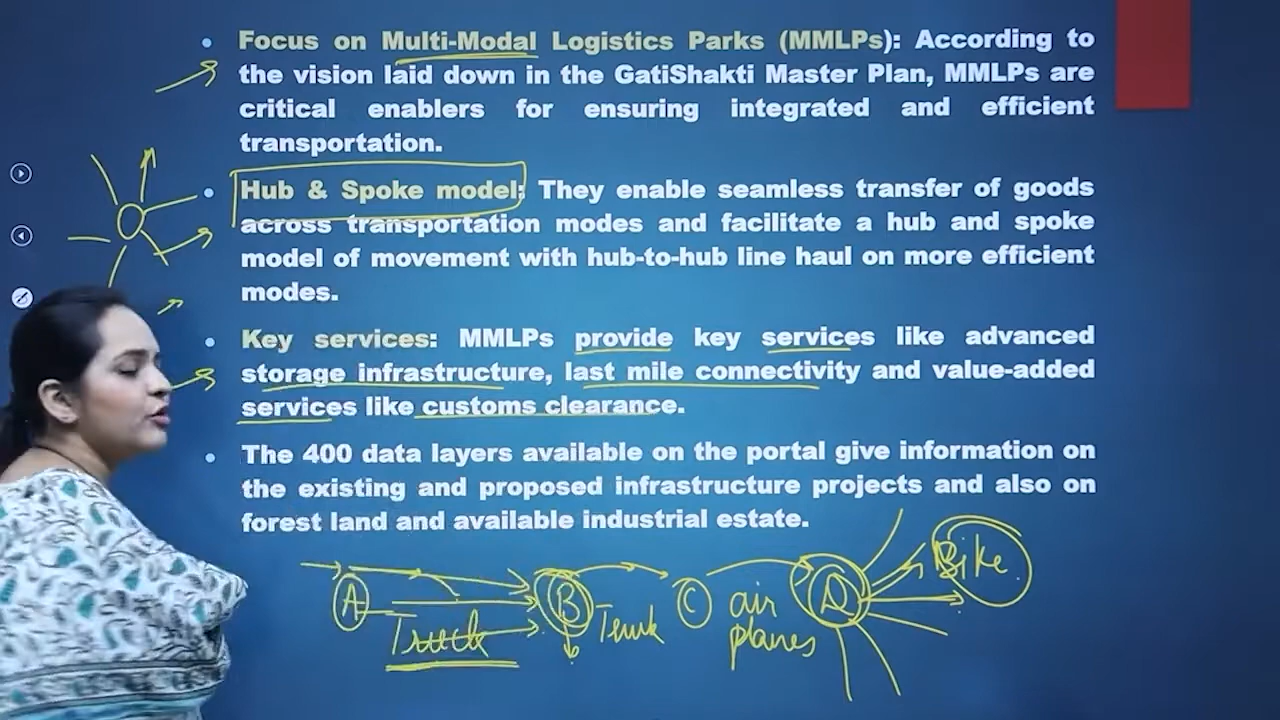 Focus on Multi-Modal Logistics Parks (MMLPs): According to
the vision laid down in the GatiShakti Master Plan, MMLPs are
critical enablers for ensuring integrated and efficient
transportation.
Hub & Spoke model: They enable seamless transfer of goods
across transportation modes and facilitate a hub and spoke
model of movement with hub-to-hub line haul on more efficient
modes.
Key services: MMLPs provide key services like advanced
storage infrastructure, last mile connectivity and value-added
services like customs clearance.
The 400 data layers available on the portal give information on
the existing and proposed infrastructure projects and also on
forest land and available industrial estate.
A B C D Bike
Truck air
planes